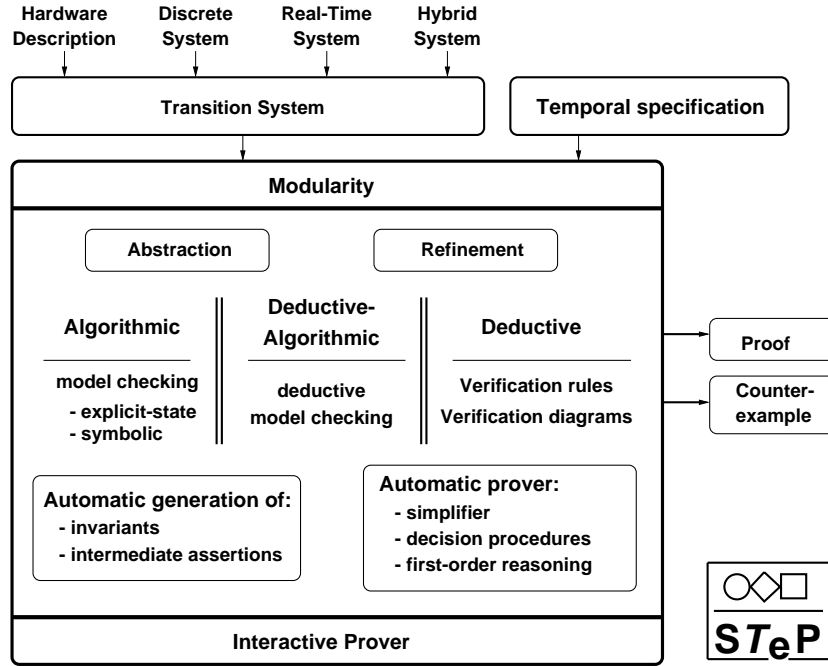 Hardware Description
Discrete System
Real-Time System
Hybrid System
Transition System
Temporal specification
Modularity
Abstraction
Refinement
Algorithmic
model checking
- explicit-state
- symbolic
Deductive-
Algorithmic
deductive
model checking
Deductive
Verification rules
Verification diagrams
Proof
Counter-
example
Automatic generation of:
- invariants
- intermediate assertions
Automatic prover:
- simplifier
- decision procedures
- first-order reasoning
Interactive Prover
STeP